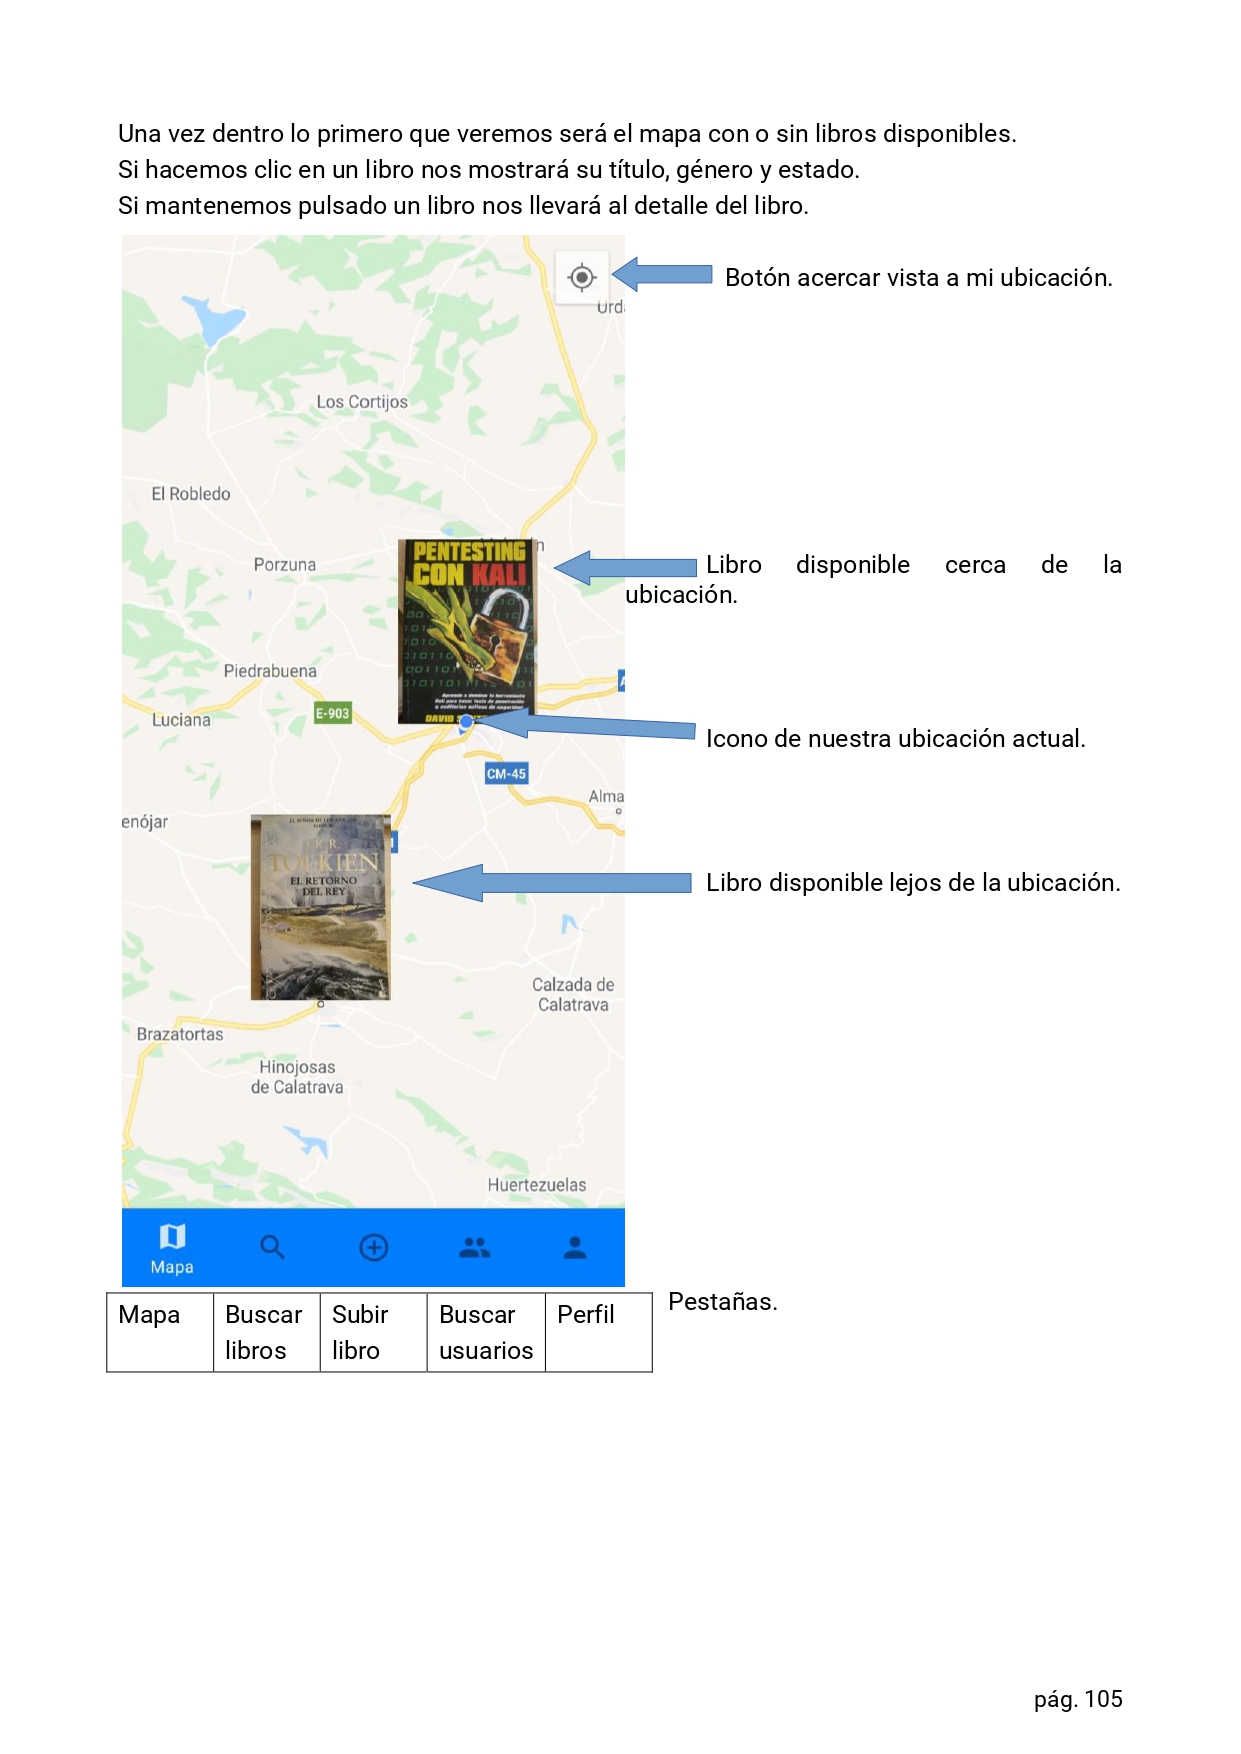 Una vez dentro lo primero que veremos será el mapa con o sin libros disponibles.
Si hacemos clic en un libro nos mostrará su título, género y estado.
Si mantenemos pulsado un libro nos llevará al detalle del libro.
Botón acercar vista a mi ubicación.
Urda
Los Cortijos
El Robledo
Porzuna
PENTESTING
CON KALI
Libro disponible cerca de la
ubicación.
Piedrabuena
Luciana
E-903
DAVID
Icono de nuestra ubicación actual.
CM-45
Alma
enójar
TOLKIEN
EL RETORNO
DEL REY
Libro disponible lejos de la ubicación.
Calzada de
Calatrava
Brazatortas
Hinojosas
de Calatrava
Huertezuelas
Mapa
Pestañas.
Mapa Buscar Subir Buscar Perfil
libros libro usuarios
pág. 105